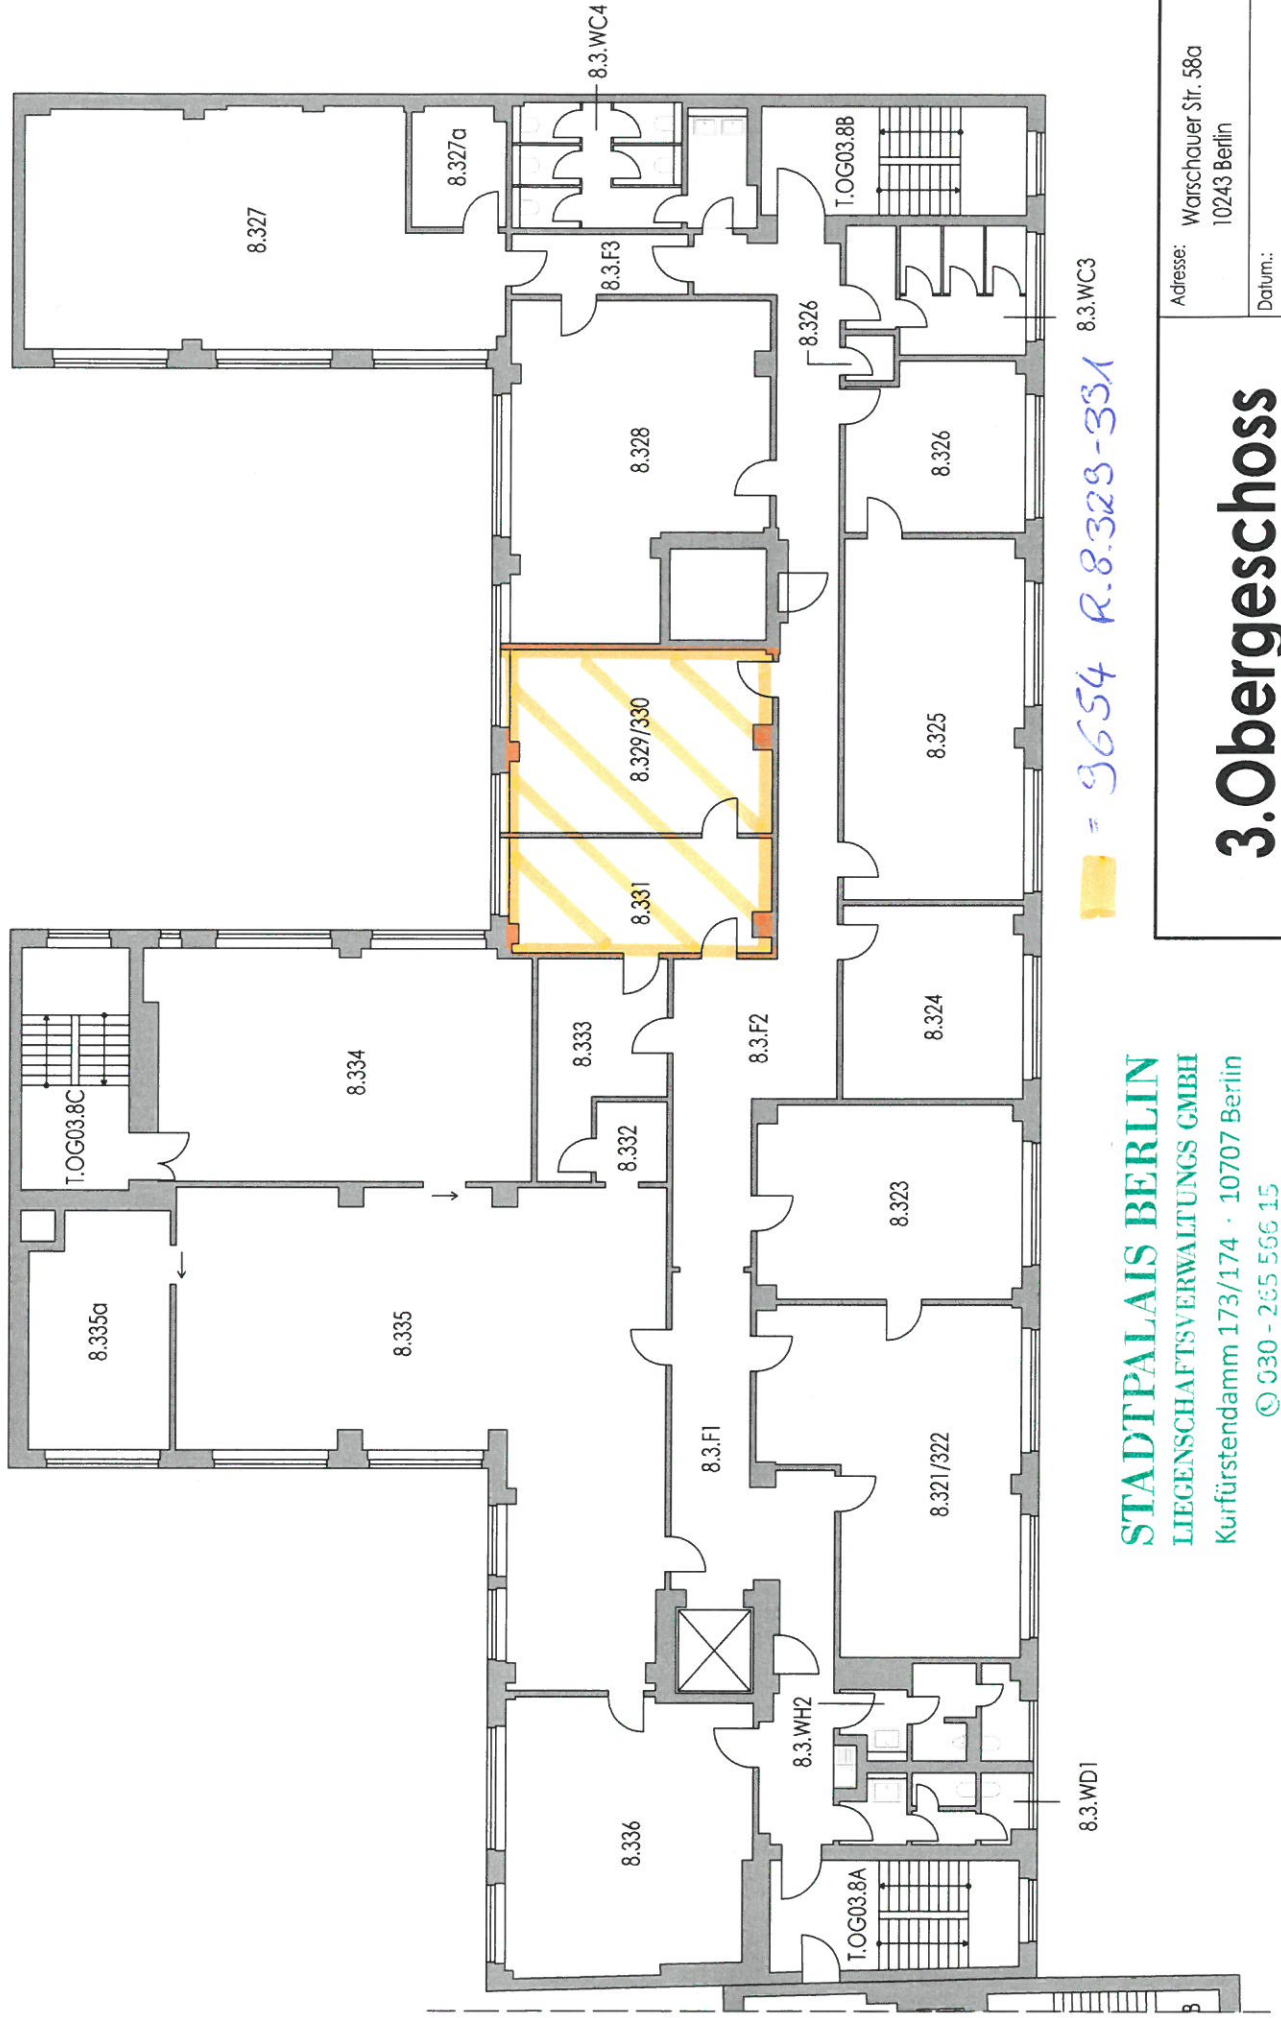 8.335a
T.OG03.8C
8.327
8.327a
8.3.WC4
8.335
8.334
8.3.F3
8.336
8.332
8.333
8.331
8.329/330
8.328
8.3.F1
8.3.F2
8.326
T.OG03.8B
8.3.WH2
T.OG03.8A
8.321/322
8.323
8.324
8.325
8.326
8.3.WD1
8.3.WC3
B
= 9654 R.8.329-331
STADTPALAIS BERLIN
LIEGENSCHAFTSVERWALTUNGS GMBH
Kurfürstendamm 173/174 · 10707 Berlin
✆ 030 - 265 566 15
3.Obergeschoss
Adresse: Warschauer Str. 58a
10243 Berlin
Datum.: